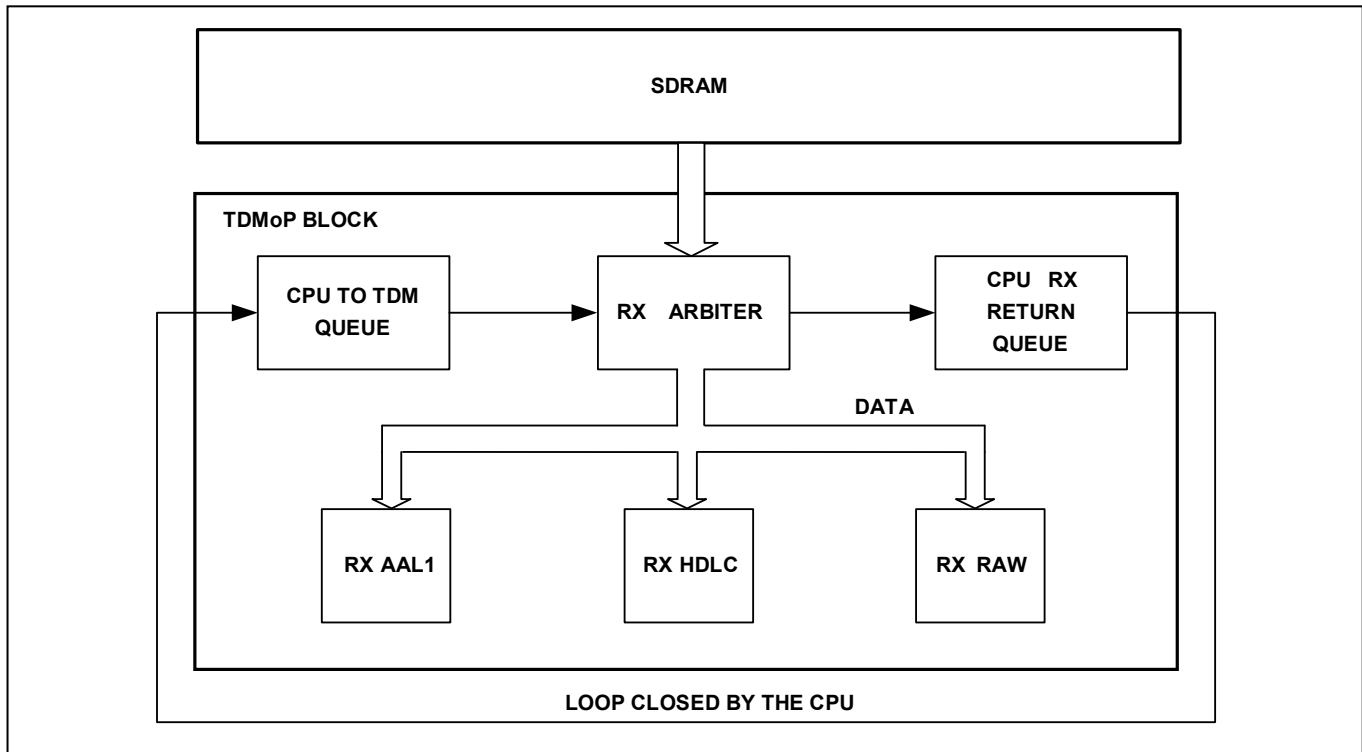 SDRAM
TDMoP BLOCK
CPU TO TDM
QUEUE
RX ARBITER
CPU RX
RETURN
QUEUE
DATA
RX AAL1
RX HDLC
RX RAW
LOOP CLOSED BY THE CPU